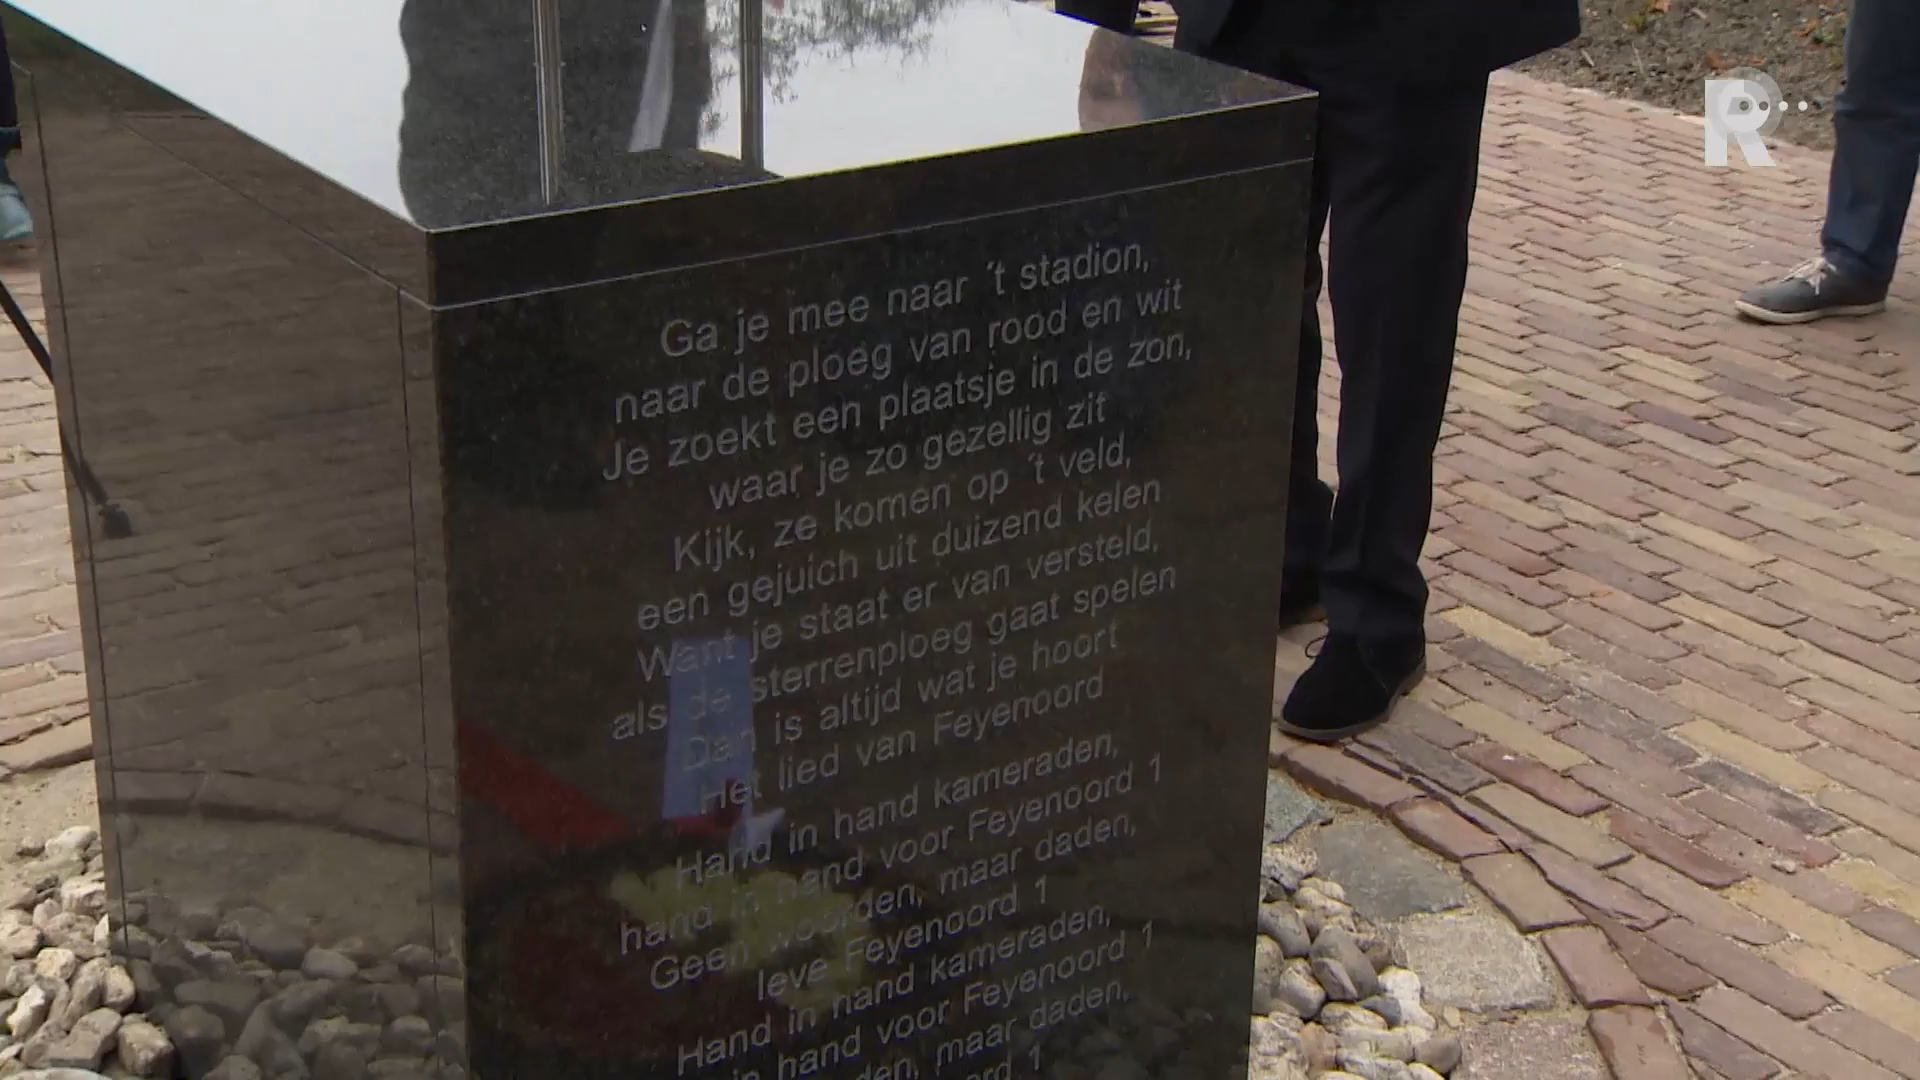 R
Ga je mee naar ´t stadion,
naar de ploeg van rood en wit
Je zoekt een plaatsje in de zon,
waar je zo gezellig zit
Kijk, ze komen op ´t veld,
een gejuich uit duizend kelen
Want je staat er van versteld,
als de sterrenploeg gaat spelen
Dan is altijd wat je hoort
Het lied van Feyenoord
Hand in hand kameraden,
hand in hand voor Feyenoord 1
Geen woorden, maar daden,
leve Feyenoord 1
Hand in hand kameraden,
in hand voor Feyenoord 1
maar daden,
1